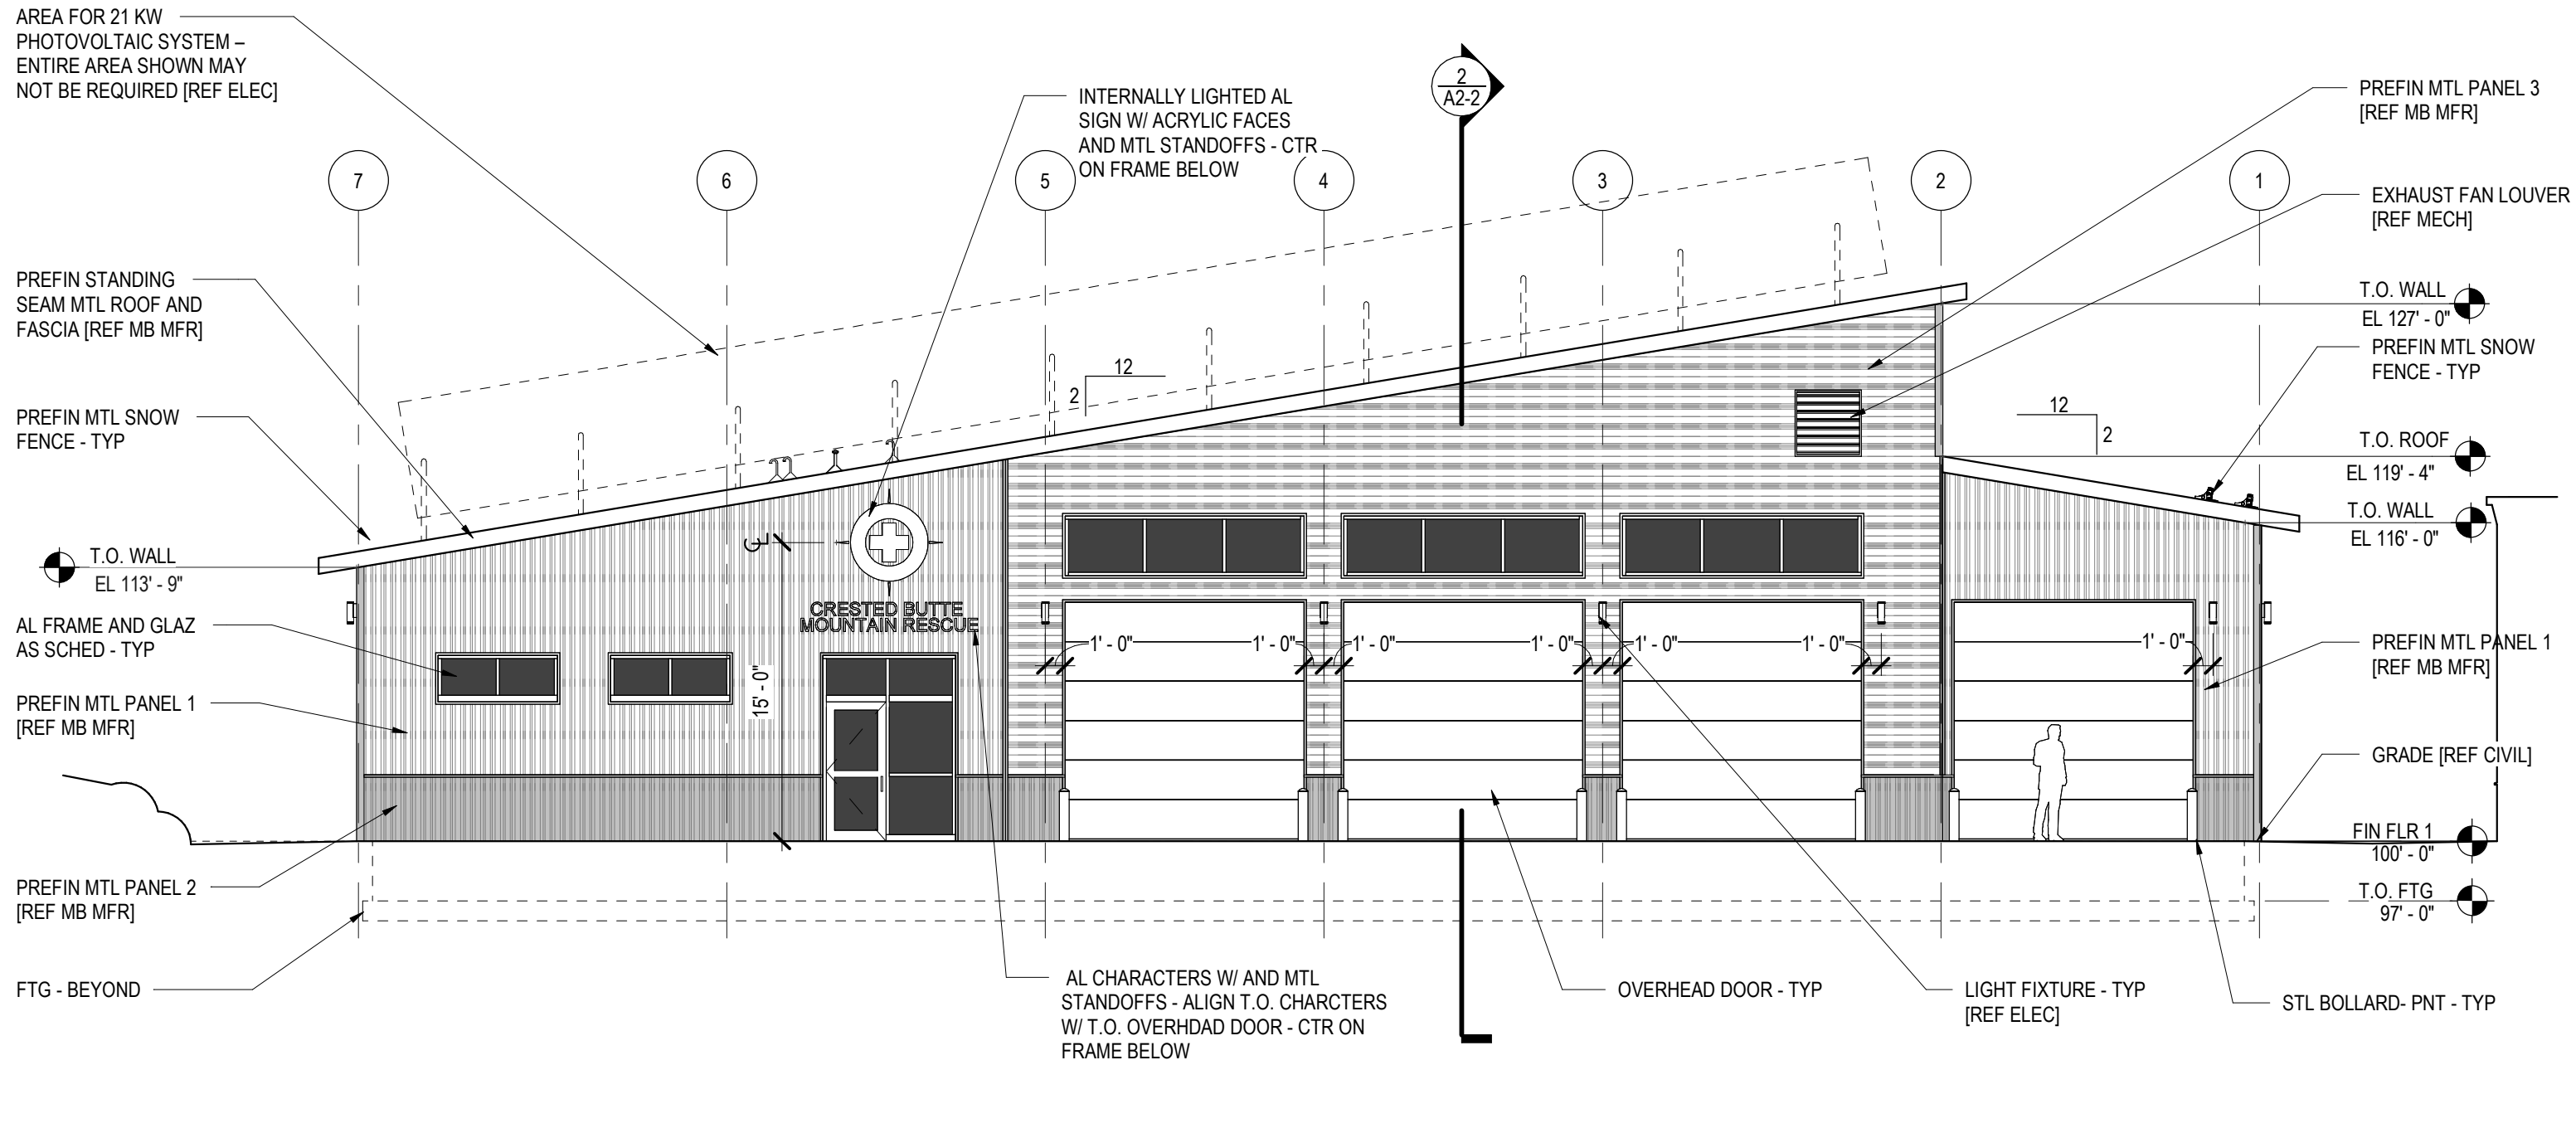 AREA FOR 21 KW
PHOTOVOLTAIC SYSTEM –
ENTIRE AREA SHOWN MAY
NOT BE REQUIRED [REF ELEC]
INTERNALLY LIGHTED AL
SIGN W/ ACRYLIC FACES
AND MTL STANDOFFS - CTR
ON FRAME BELOW
2
A2-2
PREFIN MTL PANEL 3
[REF MB MFR]
7
6
5
4
3
2
1
EXHAUST FAN LOUVER
[REF MECH]
PREFIN STANDING
SEAM MTL ROOF AND
FASCIA [REF MB MFR]
T.O. WALL
EL 127' - 0"
PREFIN MTL SNOW
FENCE - TYP
12
2
12
2
PREFIN MTL SNOW
FENCE - TYP
T.O. ROOF
EL 119' - 4"
T.O. WALL
EL 116' - 0"
T.O. WALL
EL 113' - 9"
CL
CRESTED BUTTE
MOUNTAIN RESCUE
AL FRAME AND GLAZ
AS SCHED - TYP
1' - 0"
1' - 0"
1' - 0"
1' - 0"
1' - 0"
1' - 0"
1' - 0"
PREFIN MTL PANEL 1
[REF MB MFR]
15' - 0"
PREFIN MTL PANEL 1
[REF MB MFR]
GRADE [REF CIVIL]
FIN FLR 1
100' - 0"
PREFIN MTL PANEL 2
[REF MB MFR]
T.O. FTG
97' - 0"
FTG - BEYOND
AL CHARACTERS W/ AND MTL
STANDOFFS - ALIGN T.O. CHARCTERS
W/ T.O. OVERHDAD DOOR - CTR ON
FRAME BELOW
OVERHEAD DOOR - TYP
LIGHT FIXTURE - TYP
[REF ELEC]
STL BOLLARD- PNT - TYP